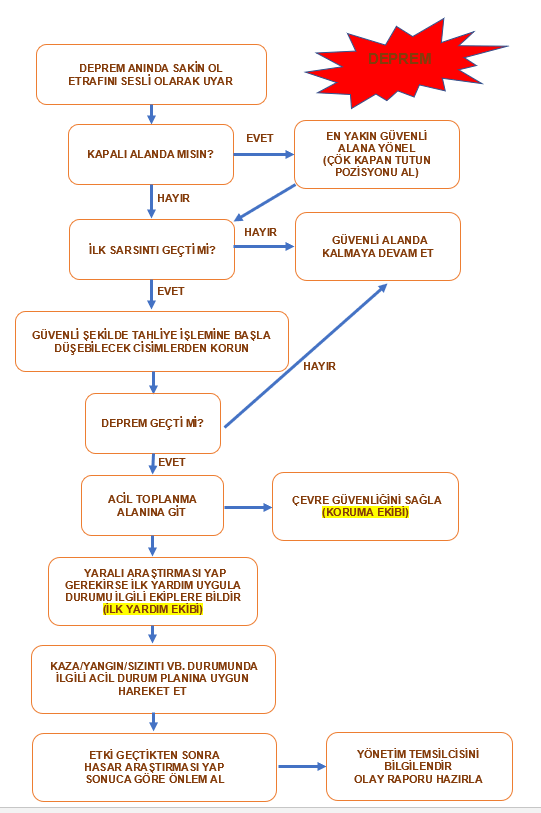 DEPREM
DEPREM ANINDA SAKİN OL
ETRAFINI SESLİ OLARAK UYAR
KAPALI ALANDA MISIN?
EVET
EN YAKIN GÜVENLİ
ALANA YÖNEL
(ÇÖK KAPAN TUTUN
POZİSYONU AL)
HAYIR
İLK SARSINTI GEÇTİ Mİ?
HAYIR
GÜVENLİ ALANDA
KALMAYA DEVAM ET
EVET
GÜVENLİ ŞEKİLDE TAHLİYE İŞLEMİNE BAŞLA
DÜŞEBİLECEK CİSİMLERDEN KORUN
HAYIR
DEPREM GEÇTİ Mİ?
EVET
ACİL TOPLANMA
ALANINA GİT
ÇEVRE GÜVENLİĞİNİ SAĞLA
(KORUMA EKİBİ)
YARALI ARAŞTIRMASI YAP
GEREKİRSE İLK YARDIM UYGULA
DURUMU İLGİLİ EKİPLERE BİLDİR
(İLK YARDIM EKİBİ)
KAZA/YANGIN/SIZINTI VB. DURUMUNDA
İLGİLİ ACİL DURUM PLANINA UYGUN
HAREKET ET
ETKİ GEÇTİKTEN SONRA
HASAR ARAŞTIRMASI YAP
SONUCA GÖRE ÖNLEM AL
YÖNETİM TEMSİLCİSİNİ
BİLGİLENDİR
OLAY RAPORU HAZIRLA